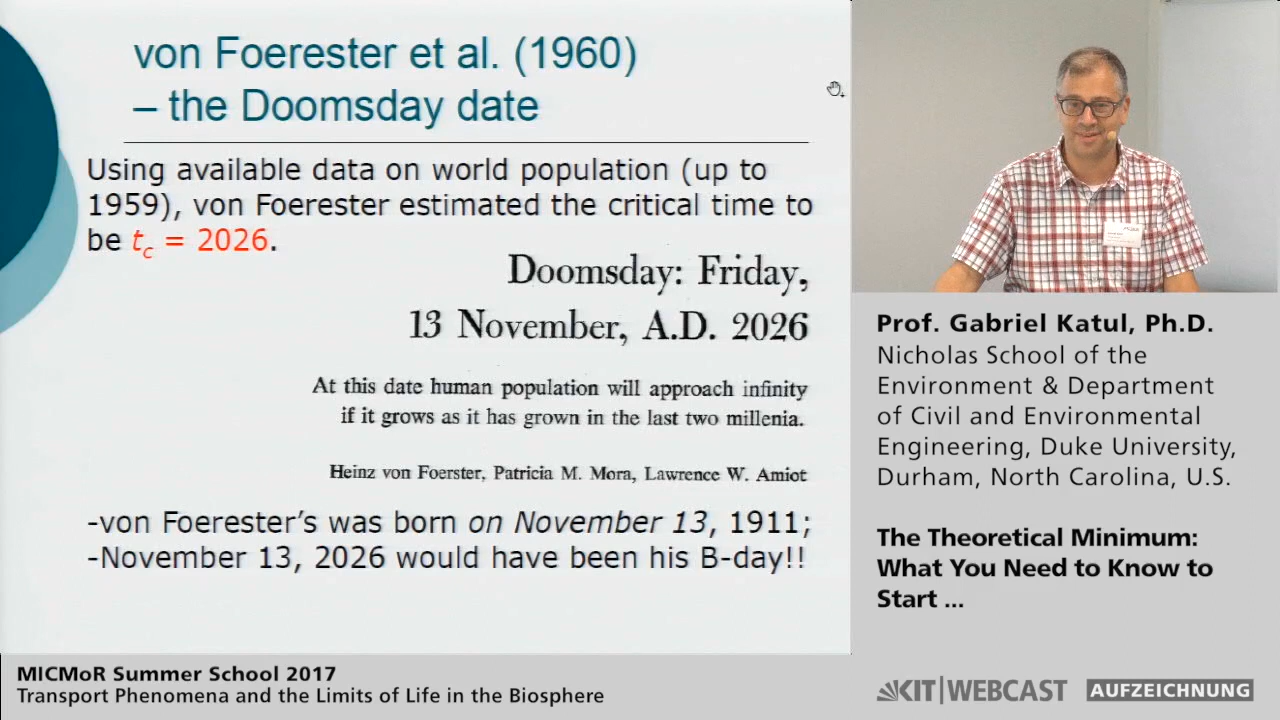 von Foerester et al. (1960)
– the Doomsday date
Using available data on world population (up to
1959), von Foerester estimated the critical time to
be tc = 2026.
Doomsday: Friday,
13 November, A.D. 2026
At this date human population will approach infinity
if it grows as it has grown in the last two millenia.
Heinz von Foerster, Patricia M. Mora, Lawrence W. Amiot
-von Foerester's was born on November 13, 1911;
-November 13, 2026 would have been his B-day!!
Prof. Gabriel Katul, Ph.D.
Nicholas School of the
Environment & Department
of Civil and Environmental
Engineering, Duke University,
Durham, North Carolina, U.S.
The Theoretical Minimum:
What You Need to Know to
Start ...
MICMoR Summer School 2017
Transport Phenomena and the Limits of Life in the Biosphere
KIT|WEBCAST AUFZEICHNUNG